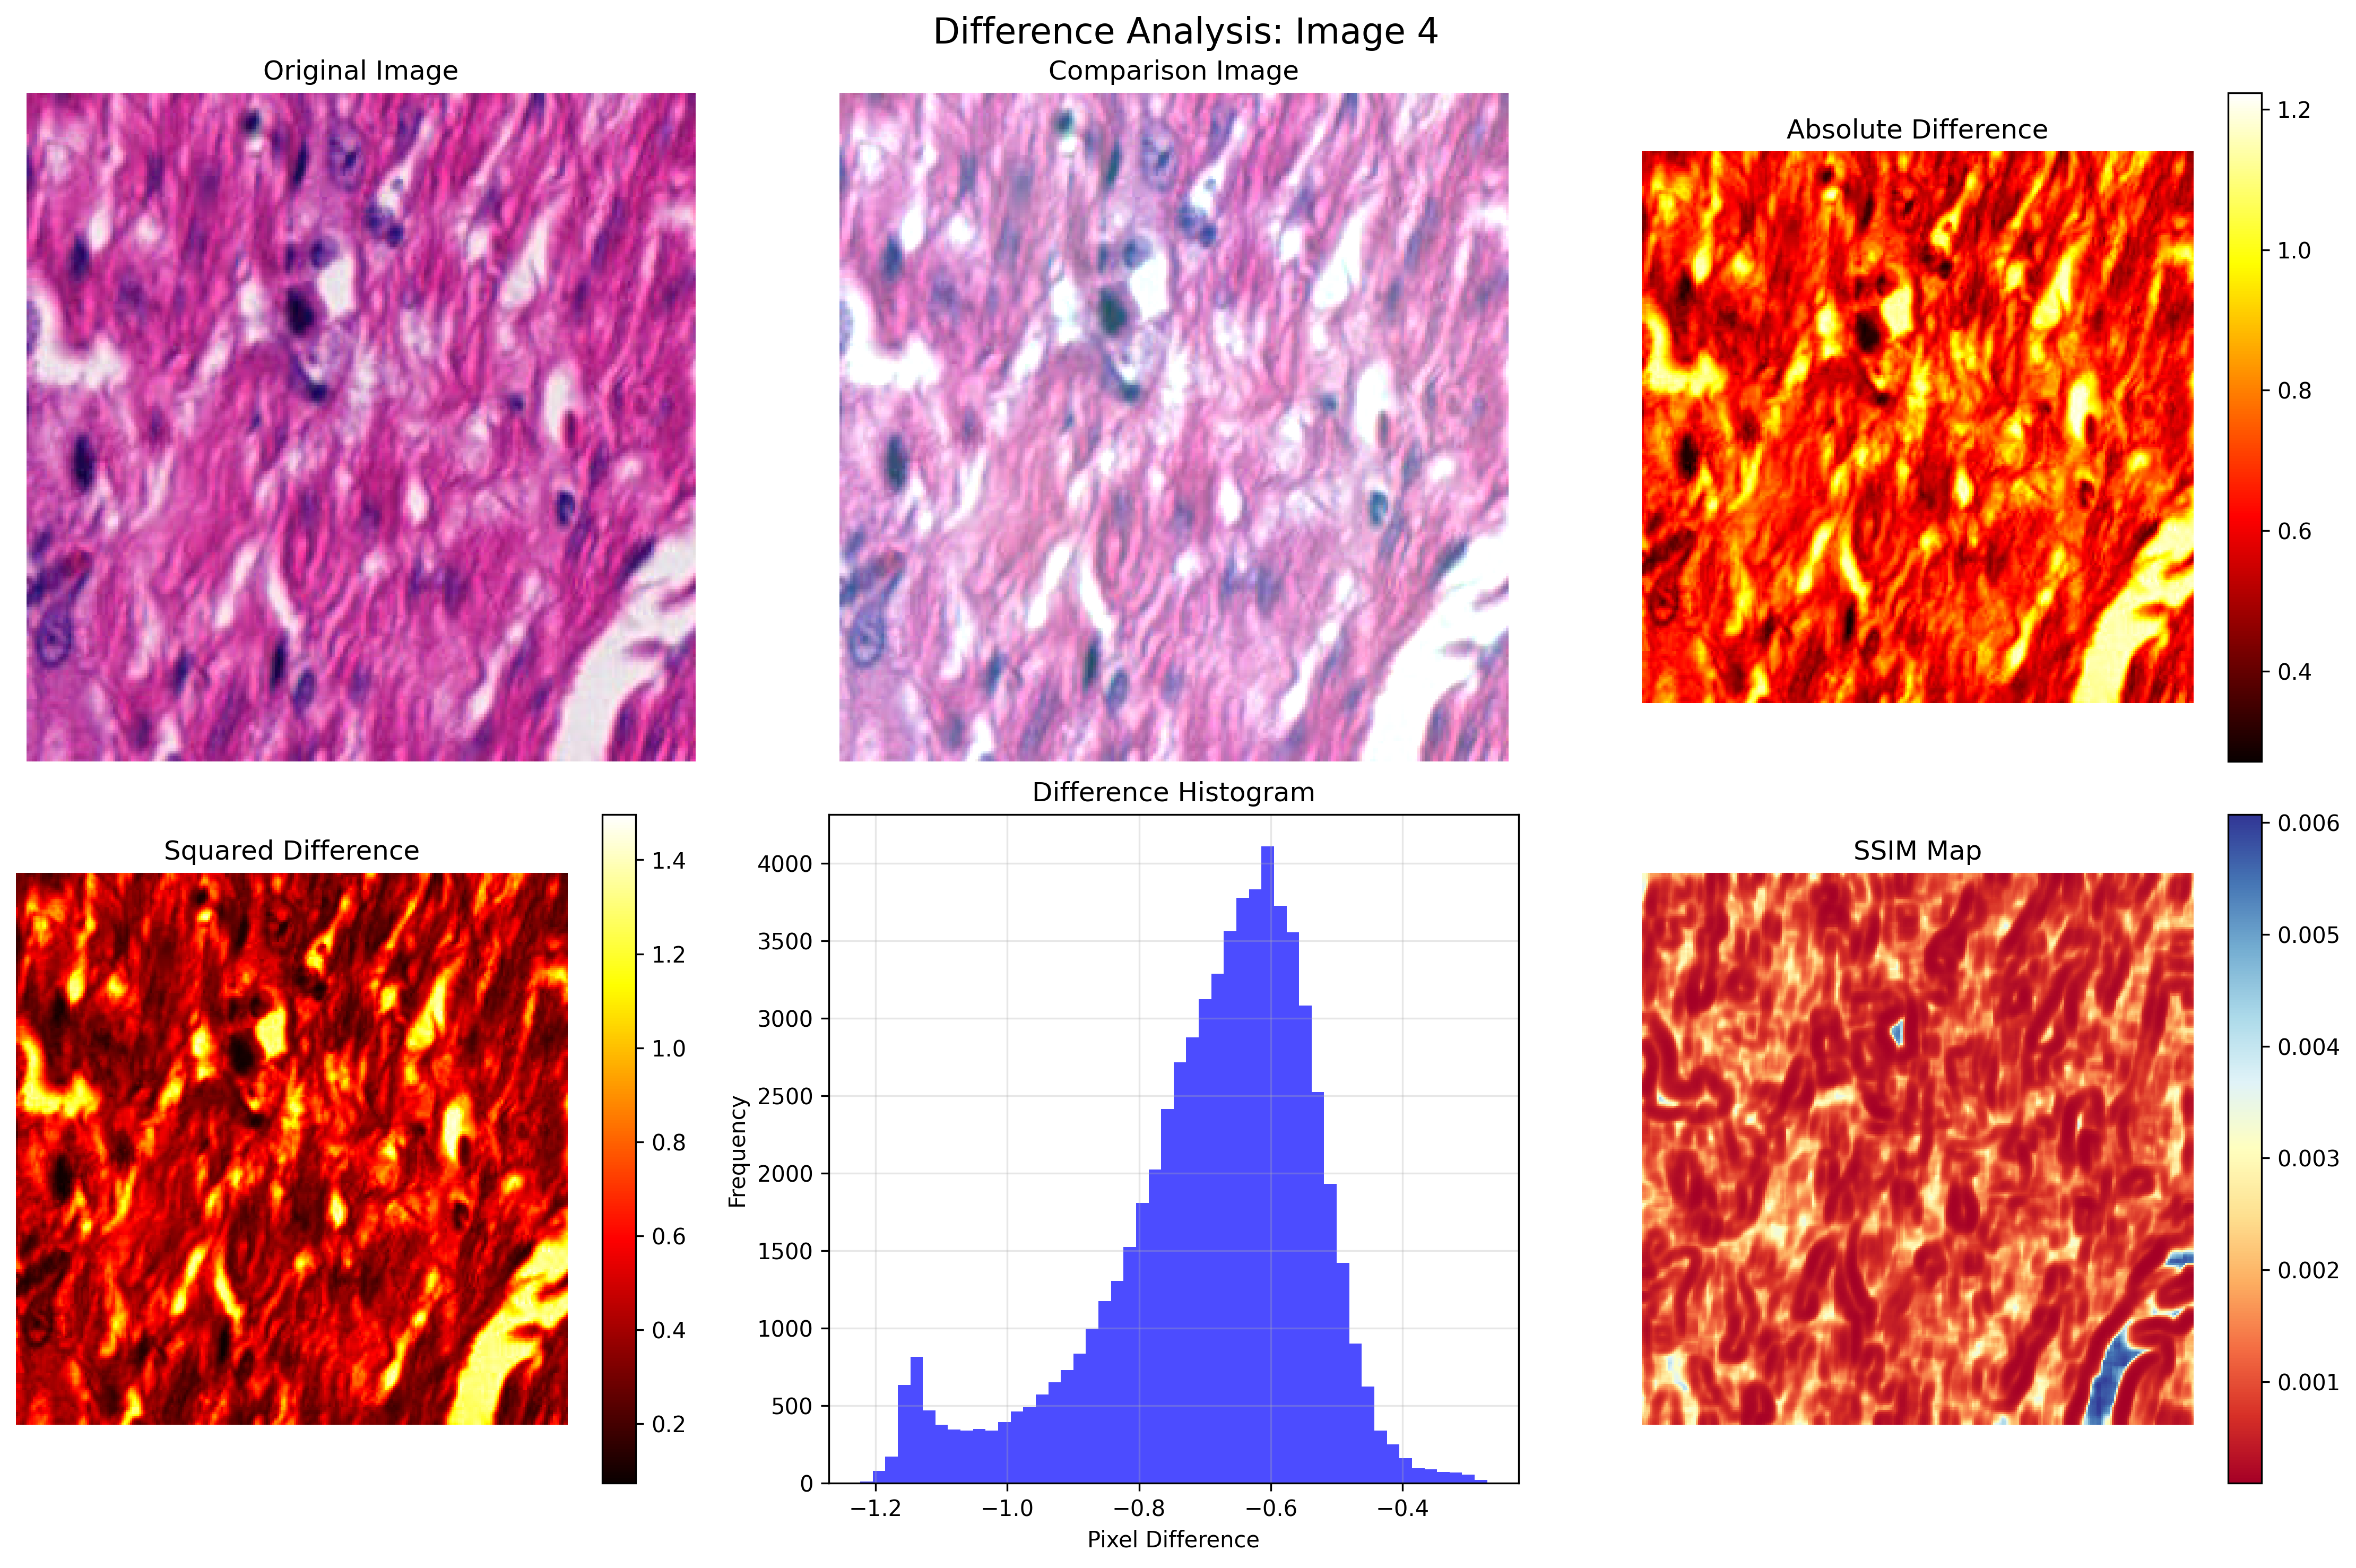 Difference Analysis: Image 4
Original Image
Comparison Image
Absolute Difference
1.2
1.0
0.8
0.6
0.4
Squared Difference
1.4
1.2
1.0
0.8
0.6
0.4
0.2
Difference Histogram
Frequency
4000
3500
3000
2500
2000
1500
1000
500
0
−1.2 −1.0 −0.8 −0.6 −0.4
Pixel Difference
SSIM Map
0.006
0.005
0.004
0.003
0.002
0.001